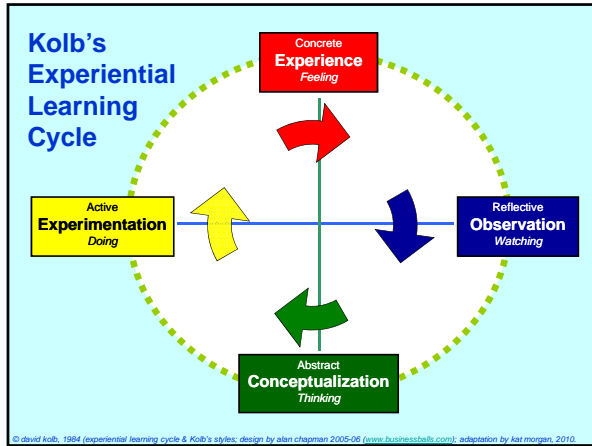 Kolb's
Experiential
Learning
Cycle
Concrete
Experience
Feeling
Active
Experimentation
Doing
Reflective
Observation
Watching
Abstract
Conceptualization
Thinking
© david kolb, 1984 (experiential learning cycle & Kolb's styles; design by alan chapman 2005-06 (www.businessballs.com); adaptation by kat morgan, 2010.